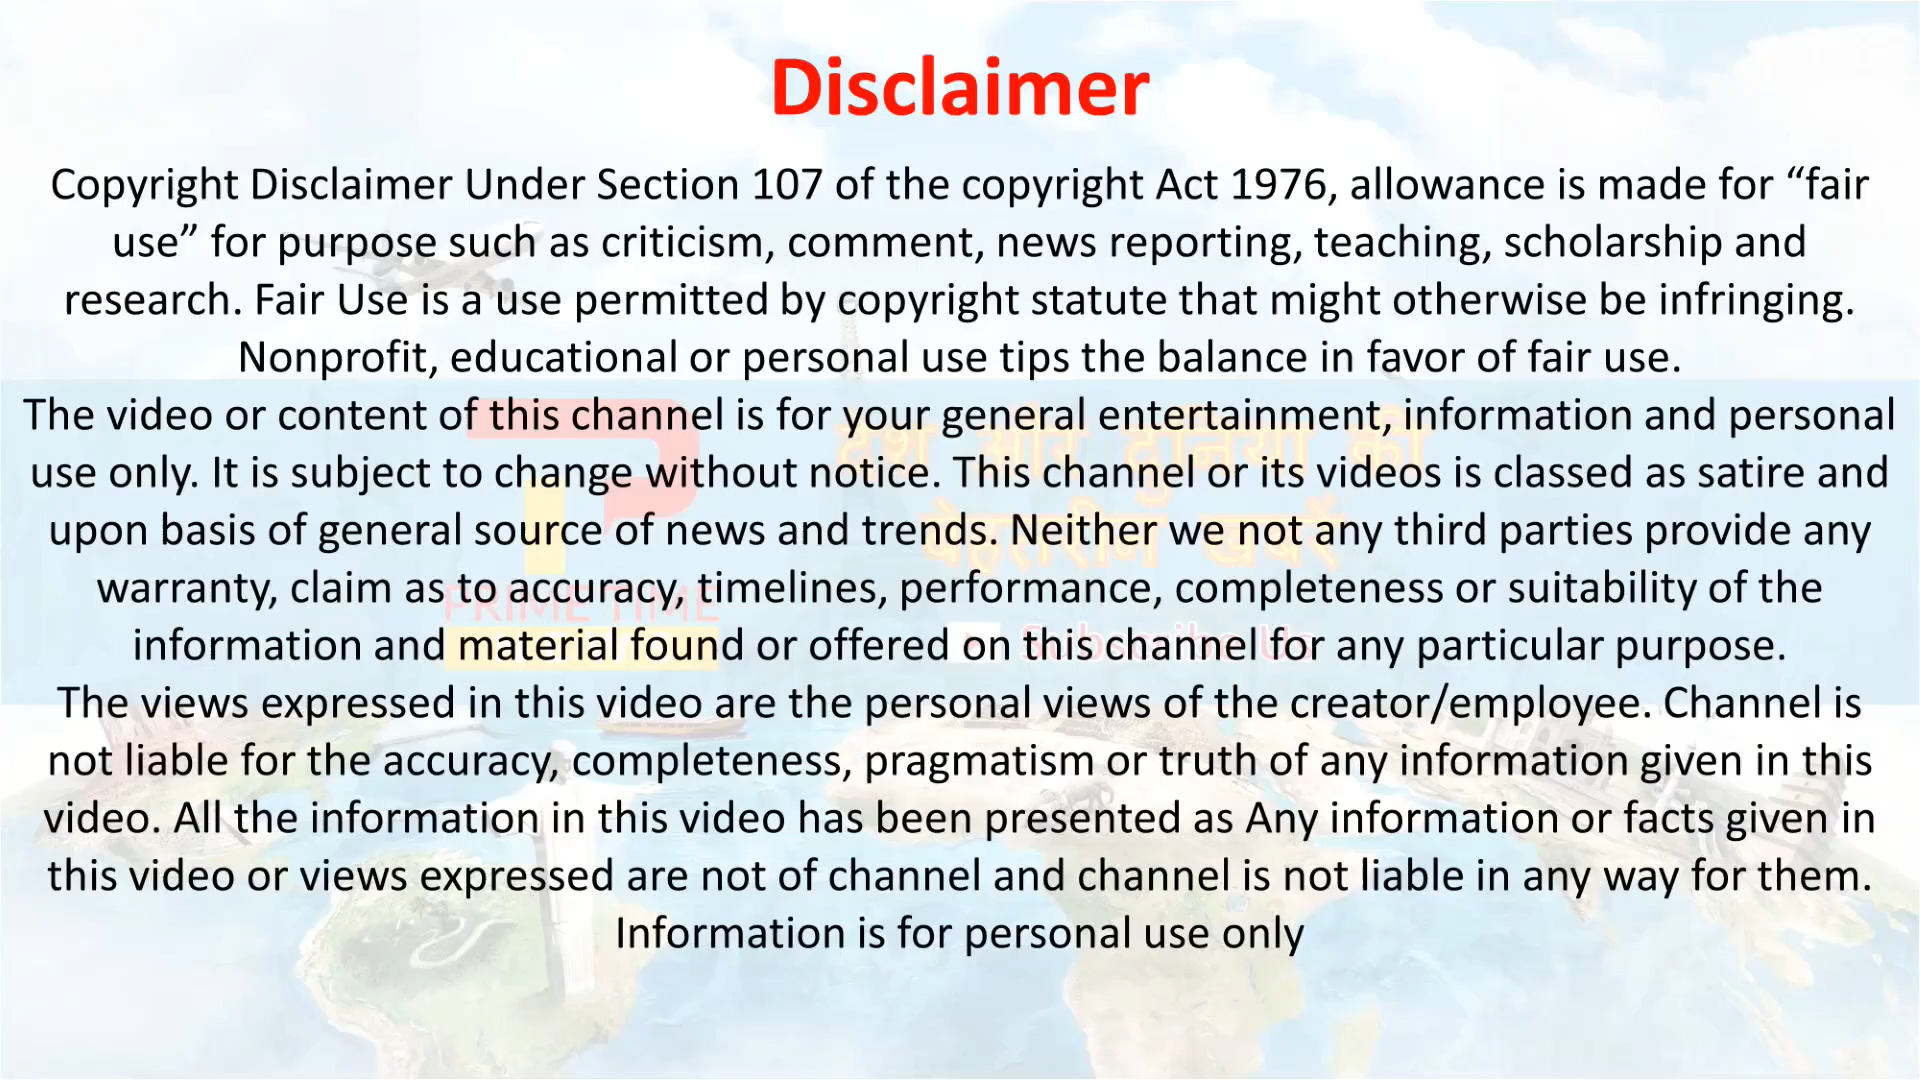 Disclaimer
Copyright Disclaimer Under Section 107 of the copyright Act 1976, allowance is made for “fair
use” for purpose such as criticism, comment, news reporting, teaching, scholarship and
research. Fair Use is a use permitted by copyright statute that might otherwise be infringing.
Nonprofit, educational or personal use tips the balance in favor of fair use.
The video or content of this channel is for your general entertainment, information and personal
use only. It is subject to change without notice. This channel or its videos is classed as satire and
upon basis of general source of news and trends. Neither we not any third parties provide any
warranty, claim as to accuracy, timelines, performance, completeness or suitability of the
information and material found or offered on this channel for any particular purpose.
The views expressed in this video are the personal views of the creator/employee. Channel is
not liable for the accuracy, completeness, pragmatism or truth of any information given in this
video. All the information in this video has been presented as Any information or facts given in
this video or views expressed are not of channel and channel is not liable in any way for them.
Information is for personal use only
देश और दुनिया की
बेहतरीन खबरें
PRIME TIME
Subscribe Us